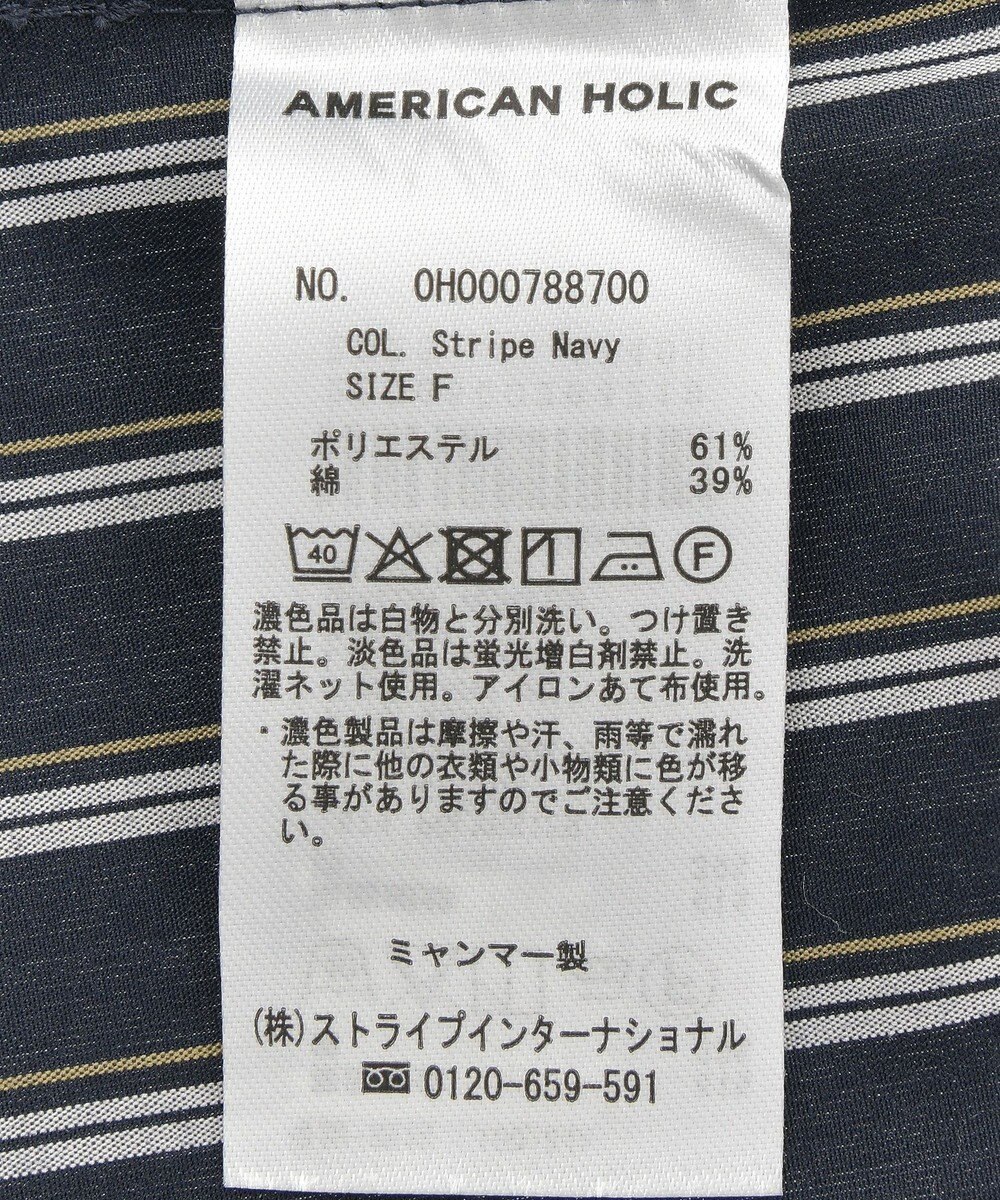 AMERICAN HOLIC
NO. 0H000788700
COL. Stripe Navy
SIZE F
ポリエステル 61%
綿 39%
40 F
濃色品は白物と分別洗い。つけ置き
禁止。淡色品は蛍光増白剤禁止。洗
濯ネット使用。アイロンあて布使用。
・濃色製品は摩擦や汗、雨等で濡れ
た際に他の衣類や小物類に色が移
る事がありますのでご注意くださ
い。
ミャンマー製
(株)ストライプインターナショナル
0120-659-591